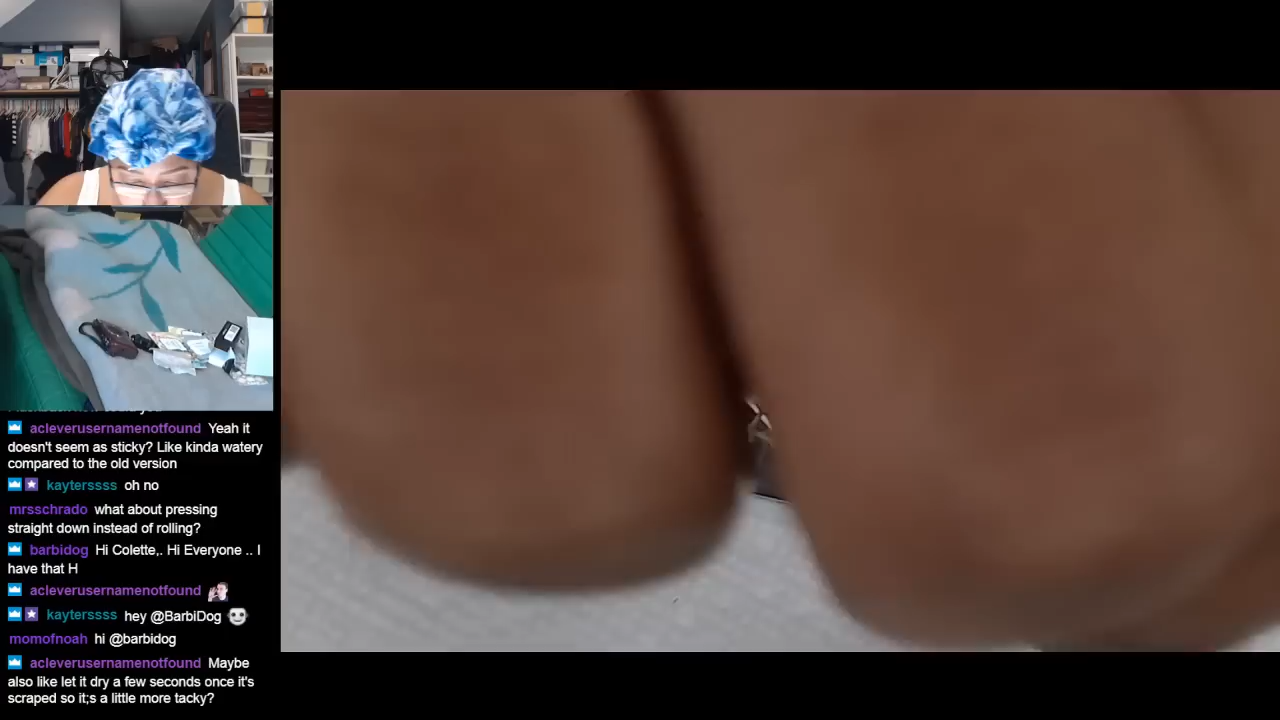 acleverusernamenotfound Yeah it
doesn't seem as sticky? Like kinda watery
compared to the old version
kayterssss oh no
mrsschrado what about pressing
straight down instead of rolling?
barbidog Hi Colette,. Hi Everyone .. I
have that H
acleverusernamenotfound
kayterssss hey @BarbiDog
momofnoah hi @barbidog
acleverusernamenotfound Maybe
also like let it dry a few seconds once it's
scraped so it;s a little more tacky?